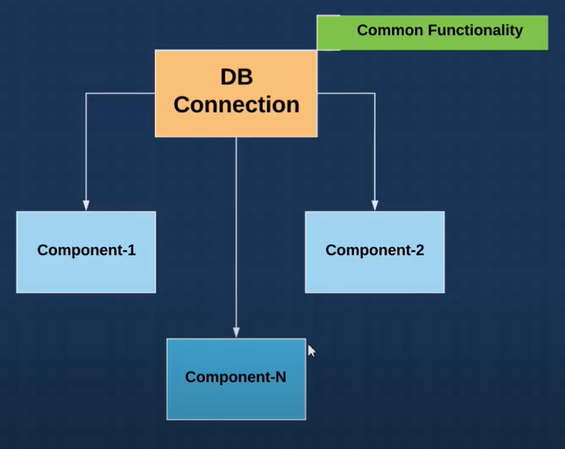 Common Functionality
DB
Connection
Component-1
Component-2
Component-N